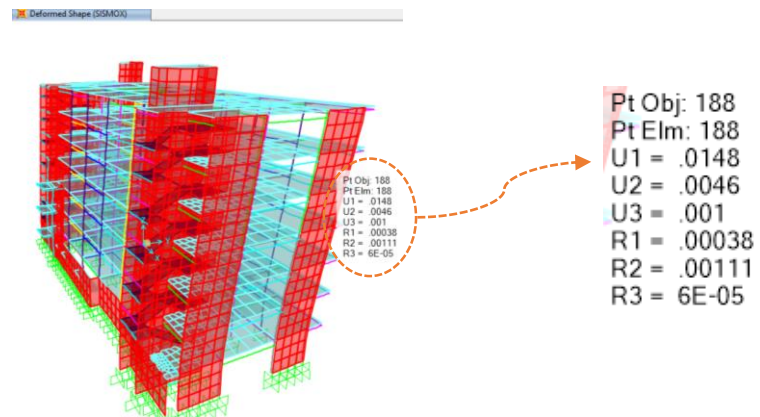 Deformed Shape (SISMOX)
Pt Obj: 188
Pt Elm: 188
U1 = .0148
U2 = .0046
U3 = .001
R1 = .00038
R2 = .00111
R3 = 6E-05
Pt Obj: 188
Pt Elm: 188
U1 = .0148
U2 = .0046
U3 = .001
R1 = .00038
R2 = .00111
R3 = 6E-05